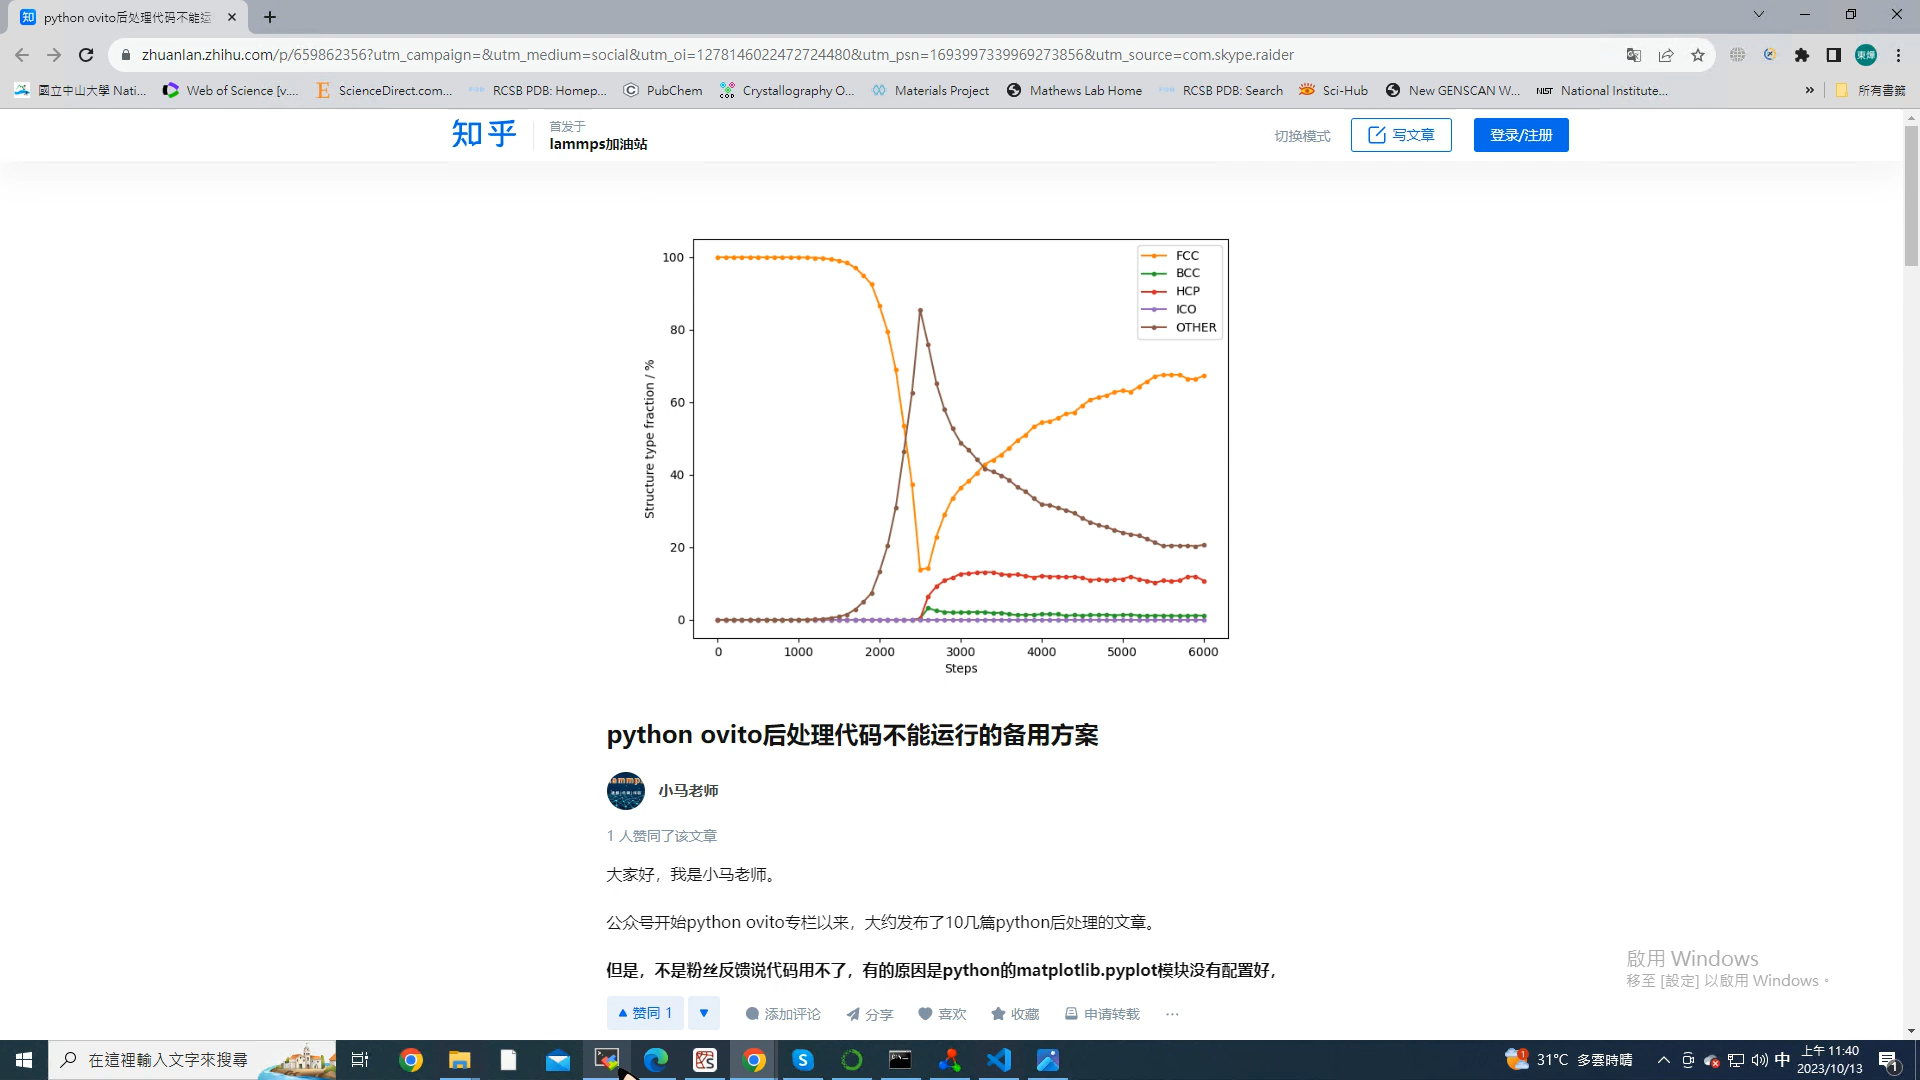 python ovito后处理代码不能运
zhuanlan.zhihu.com/p/659862356?utm_campaign=&utm_medium=social&utm_oi=1278146022472724480&utm_psn=1693997339969273856&utm_source=com.skype.raider
東燁
國立中山大學 Nati...
Web of Science [v....
ScienceDirect.com...
RCSB PDB: Homep...
PubChem
Crystallography O...
Materials Project
Mathews Lab Home
RCSB PDB: Search
Sci-Hub
New GENSCAN W...
NIST National Institute...
»
所有書籤
知乎
首发于
lammps加油站
切换模式
写文章
登录/注册
FCC
BCC
HCP
ICO
OTHER
100
80
60
40
20
0
Structure type fraction / %
0 1000 2000 3000 4000 5000 6000
Steps
python ovito后处理代码不能运行的备用方案
小马老师
1 人赞同了该文章
大家好，我是小马老师。
公众号开始python ovito专栏以来，大约发布了10几篇python后处理的文章。
但是，不是粉丝反馈说代码用不了，有的原因是python的matplotlib.pyplot模块没有配置好，
赞同 1
添加评论
分享
喜欢
收藏
申请转载
啟用 Windows
移至 [設定] 以啟用 Windows。
在這裡輸入文字來搜尋
31°C 多雲時晴
中
上午 11:40
2023/10/13
1